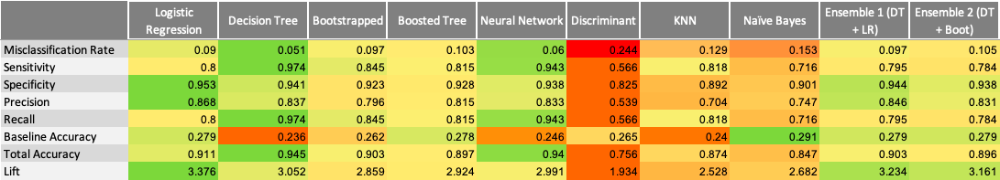 Logistic Regression Decision Tree Bootstrapped Boosted Tree Neural Network Discriminant KNN Naïve Bayes Ensemble 1 (DT + LR) Ensemble 2 (DT + Boot)
Misclassification Rate 0.09 0.051 0.097 0.103 0.06 0.244 0.129 0.153 0.097 0.105
Sensitivity 0.8 0.974 0.845 0.815 0.943 0.566 0.818 0.716 0.795 0.784
Specificity 0.953 0.941 0.923 0.928 0.938 0.825 0.892 0.901 0.944 0.938
Precision 0.868 0.837 0.796 0.815 0.833 0.539 0.704 0.747 0.846 0.831
Recall 0.8 0.974 0.845 0.815 0.943 0.566 0.818 0.716 0.795 0.784
Baseline Accuracy 0.279 0.236 0.262 0.278 0.246 0.265 0.24 0.291 0.279 0.279
Total Accuracy 0.911 0.945 0.903 0.897 0.94 0.756 0.874 0.847 0.903 0.896
Lift 3.376 3.052 2.859 2.924 2.991 1.934 2.528 2.682 3.234 3.161